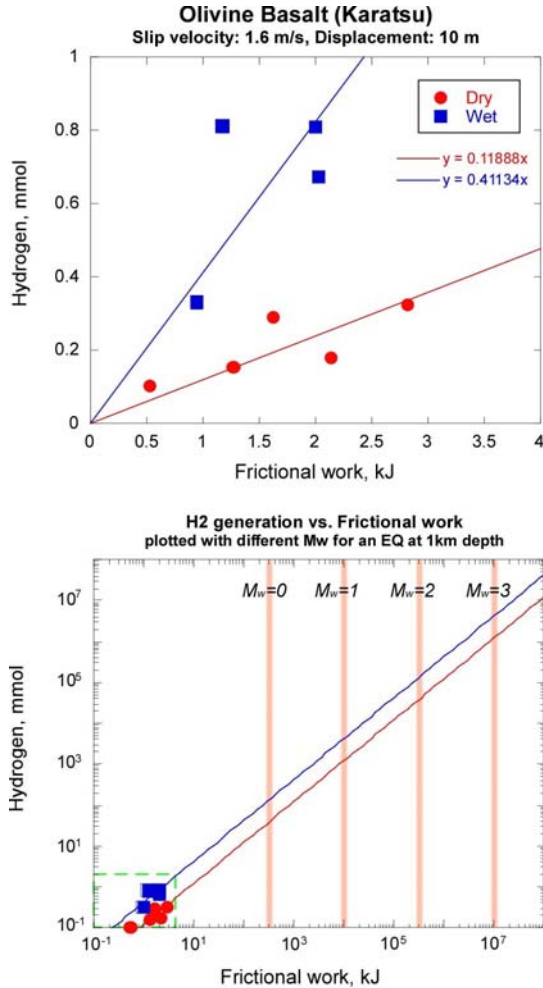 Olivine Basalt (Karatsu)
Slip velocity: 1.6 m/s, Displacement: 10 m
1
0.8
0.6
0.4
0.2
0
Hydrogen, mmol
Dry
Wet
y = 0.11888x
y = 0.41134x
0 0.5 1 1.5 2 2.5 3 3.5 4
Frictional work, kJ
H2 generation vs. Frictional work
plotted with different Mw for an EQ at 1km depth
Mw=0 Mw=1 Mw=2 Mw=3
10^7
10^5
10^3
10^1
10^-1
Hydrogen, mmol
10^-1 10^1 10^3 10^5 10^7
Frictional work, kJ